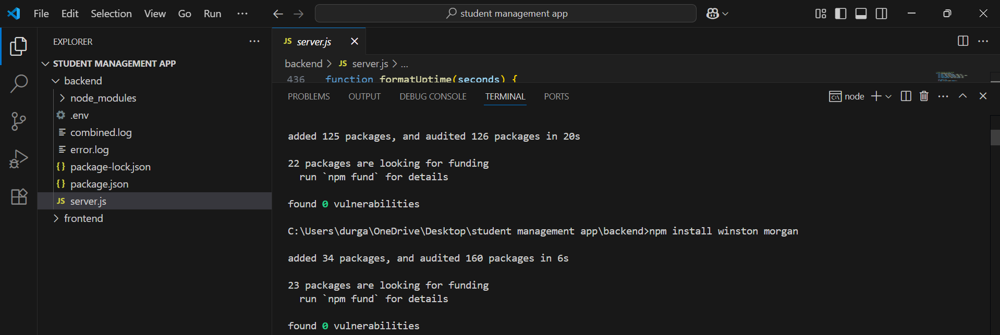 File Edit Selection View Go Run ···
student management app
EXPLORER
STUDENT MANAGEMENT APP
backend
node_modules
.env
combined.log
error.log
{} package-lock.json
{} package.json
JS server.js
frontend
JS server.js
backend > JS server.js > ...
436 function formatUptime(seconds) {
PROBLEMS OUTPUT DEBUG CONSOLE TERMINAL PORTS
node
added 125 packages, and audited 126 packages in 20s
22 packages are looking for funding
run `npm fund` for details
found 0 vulnerabilities
C:\Users\durga\OneDrive\Desktop\student management app\backend>npm install winston morgan
added 34 packages, and audited 160 packages in 6s
23 packages are looking for funding
run `npm fund` for details
found 0 vulnerabilities